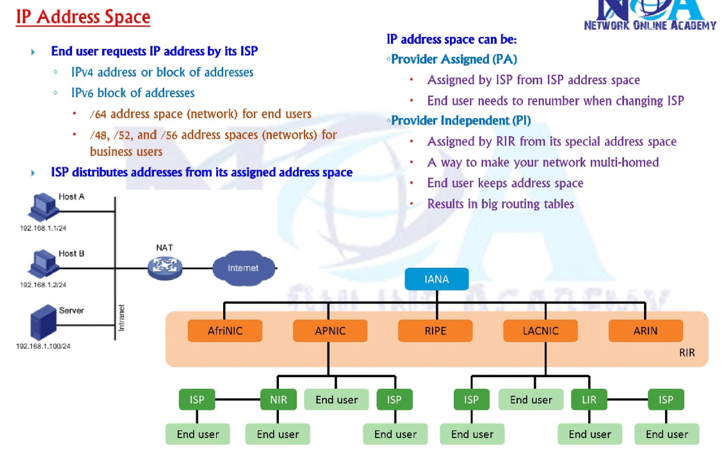 IP Address Space
NETWORK ONLINE ACADEMY
End user requests IP address by its ISP
IPv4 address or block of addresses
IPv6 block of addresses
/64 address space (network) for end users
/48, /52, and /56 address spaces (networks) for
business users
ISP distributes addresses from its assigned address space
IP address space can be:
Provider Assigned (PA)
Assigned by ISP from ISP address space
End user needs to renumber when changing ISP
Provider Independent (PI)
Assigned by RIR from its special address space
A way to make your network multi-homed
End user keeps address space
Results in big routing tables
Host A
192.168.1.1/24
Host B
192.168.1.2/24
Server
192.168.1.100/24
Intranet
NAT
Internet
IANA
AfriNIC APNIC RIPE LACNIC ARIN
RIR
ISP NIR End user ISP ISP End user LIR ISP
End user End user End user End user End user End user